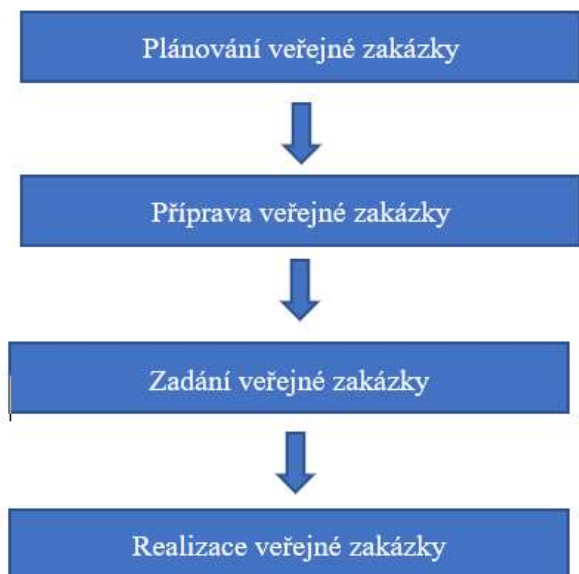 Plánování veřejné zakázky
Příprava veřejné zakázky
Zadání veřejné zakázky
Realizace veřejné zakázky